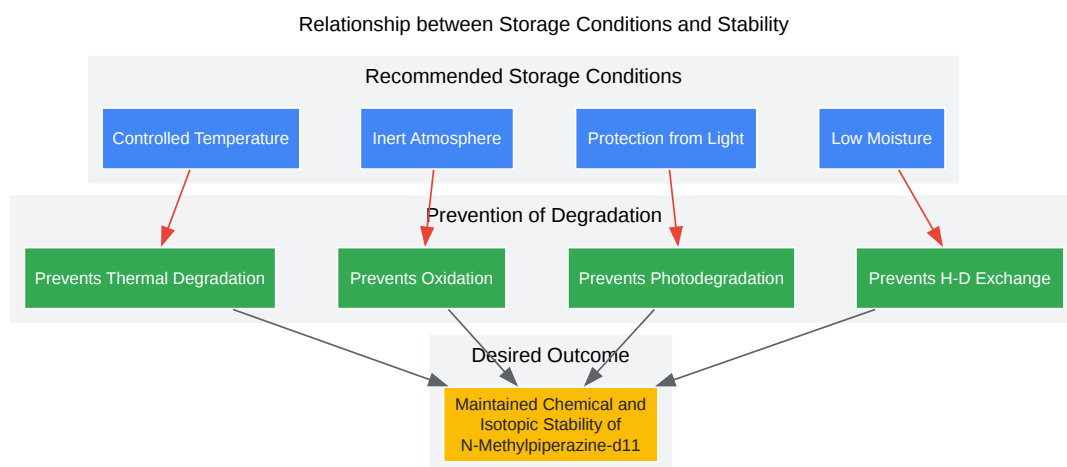 Relationship between Storage Conditions and Stability
Recommended Storage Conditions
Controlled Temperature
Inert Atmosphere
Protection from Light
Low Moisture
Prevention of Degradation
Prevents Thermal Degradation
Prevents Oxidation
Prevents Photodegradation
Prevents H-D Exchange
Desired Outcome
Maintained Chemical and
Isotopic Stability of
N-Methylpiperazine-d11